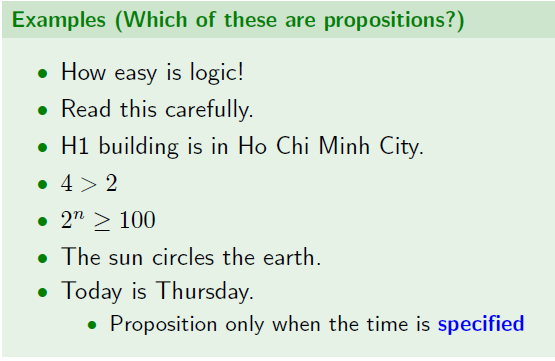 Examples (Which of these are propositions?)
• How easy is logic!
• Read this carefully.
• H1 building is in Ho Chi Minh City.
• 4 > 2
• 2ⁿ ≥ 100
• The sun circles the earth.
• Today is Thursday.
• Proposition only when the time is specified